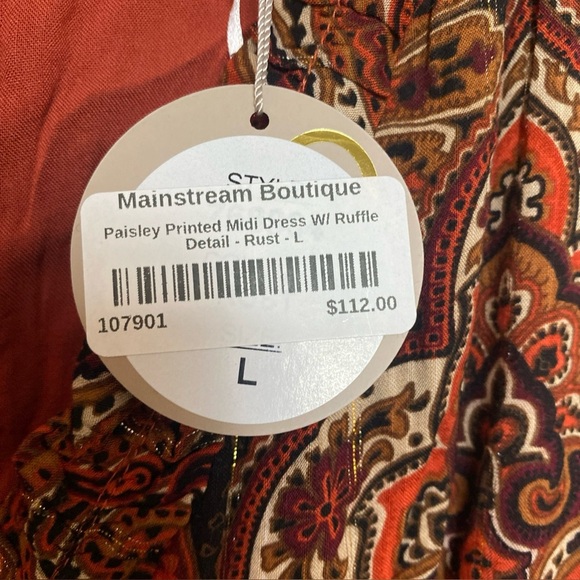 Mainstream Boutique
Paisley Printed Midi Dress W/ Ruffle
Detail - Rust - L
107901
$112.00
L